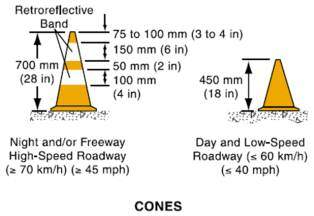 Retroreflective
Band
75 to 100 mm (3 to 4 in)
150 mm (6 in)
700 mm
(28 in)
50 mm (2 in)
100 mm
(4 in)
450 mm
(18 in)
Night and/or Freeway
High-Speed Roadway
(≥ 70 km/h) (≥ 45 mph)
Day and Low-Speed
Roadway (≤ 60 km/h)
(≤ 40 mph)
CONES